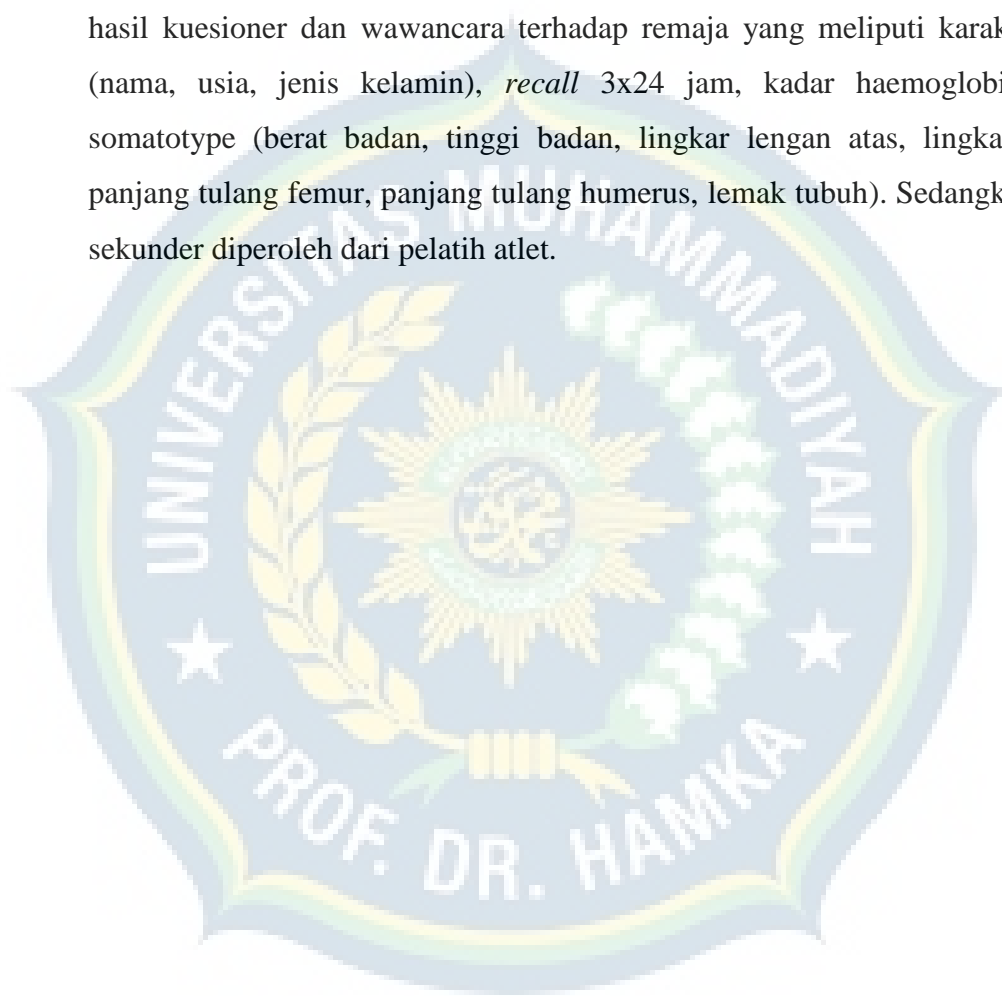 hasil kuesioner dan wawancara terhadap remaja yang meliputi karak
(nama, usia, jenis kelamin), recall 3x24 jam, kadar haemoglobi
somatotype (berat badan, tinggi badan, lingkar lengan atas, lingka
panjang tulang femur, panjang tulang humerus, lemak tubuh). Sedangk
sekunder diperoleh dari pelatih atlet.
UNIVERSITAS MUHAMMADIYAH
PROF. DR. HAMKA